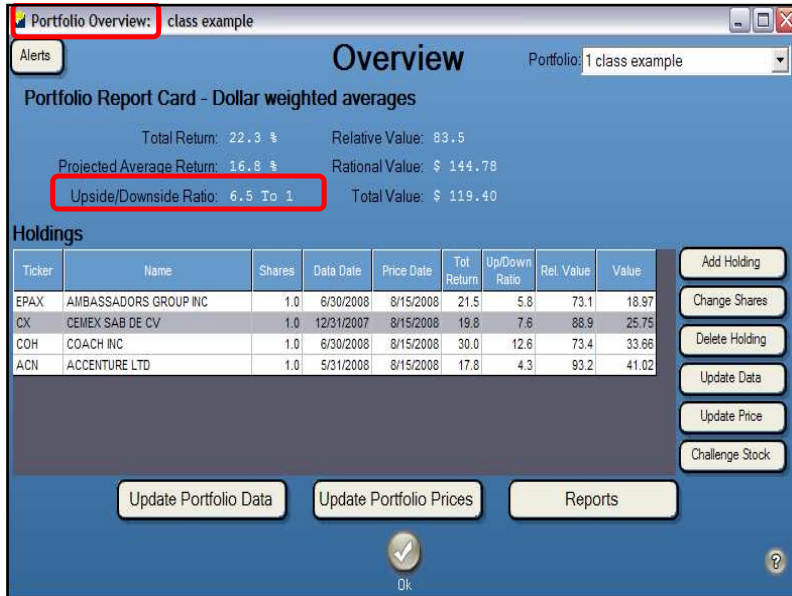 Portfolio Overview: class example
Alerts
Overview
Portfolio: 1 class example
Portfolio Report Card - Dollar weighted averages
Total Return: 22.3 % Relative Value: 83.5
Projected Average Return: 16.8 % Rational Value: $ 144.78
Upside/Downside Ratio: 6.5 To 1 Total Value: $ 119.40
Holdings
Ticker Name Shares Data Date Price Date Tot Return Up/Down Ratio Rel. Value Value
EPAX AMBASSADORS GROUP INC 1.0 6/30/2008 8/15/2008 21.5 5.8 73.1 18.97
CX CEMEX SAB DE CV 1.0 12/31/2007 8/15/2008 19.8 7.6 88.9 25.75
COH COACH INC 1.0 6/30/2008 8/15/2008 30.0 12.6 73.4 33.66
ACN ACCENTURE LTD 1.0 5/31/2008 8/15/2008 17.8 4.3 93.2 41.02
Add Holding
Change Shares
Delete Holding
Update Data
Update Price
Challenge Stock
Update Portfolio Data Update Portfolio Prices Reports
Ok
?